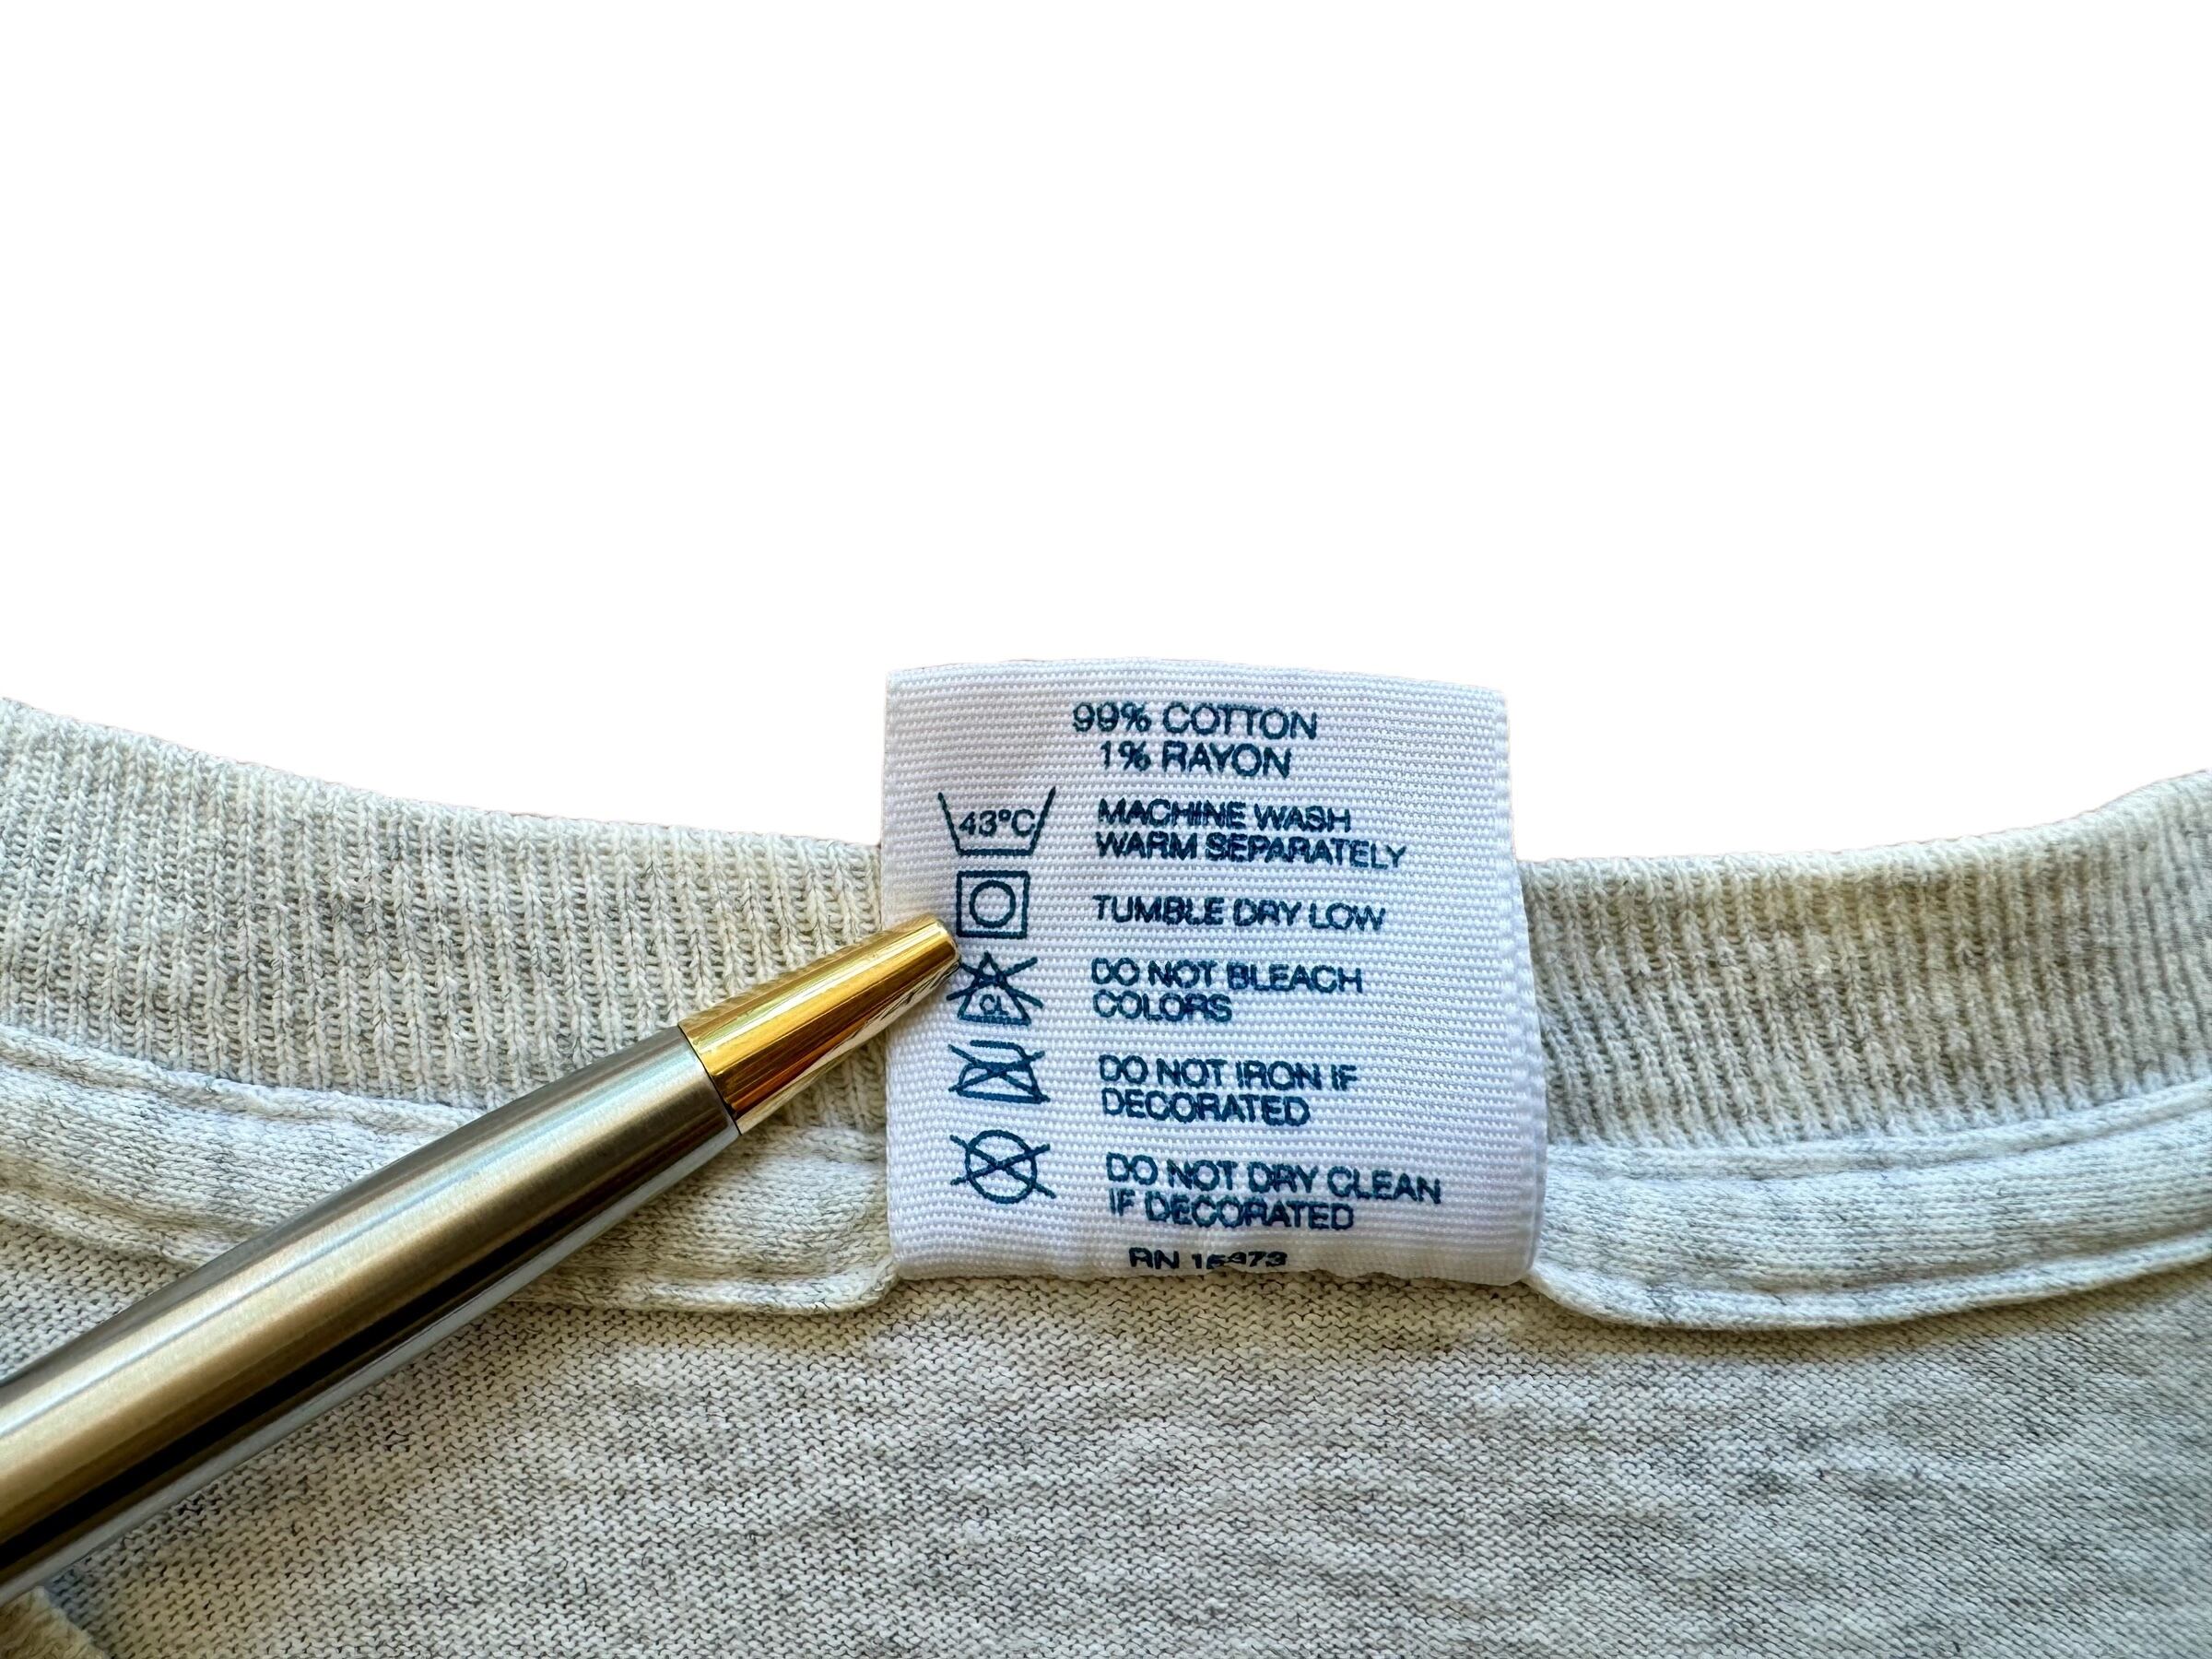 99% COTTON
1% RAYON
43°C
MACHINE WASH
WARM SEPARATELY
TUMBLE DRY LOW
CL
DO NOT BLEACH
COLORS
DO NOT IRON IF
DECORATED
DO NOT DRY CLEAN
IF DECORATED
RN